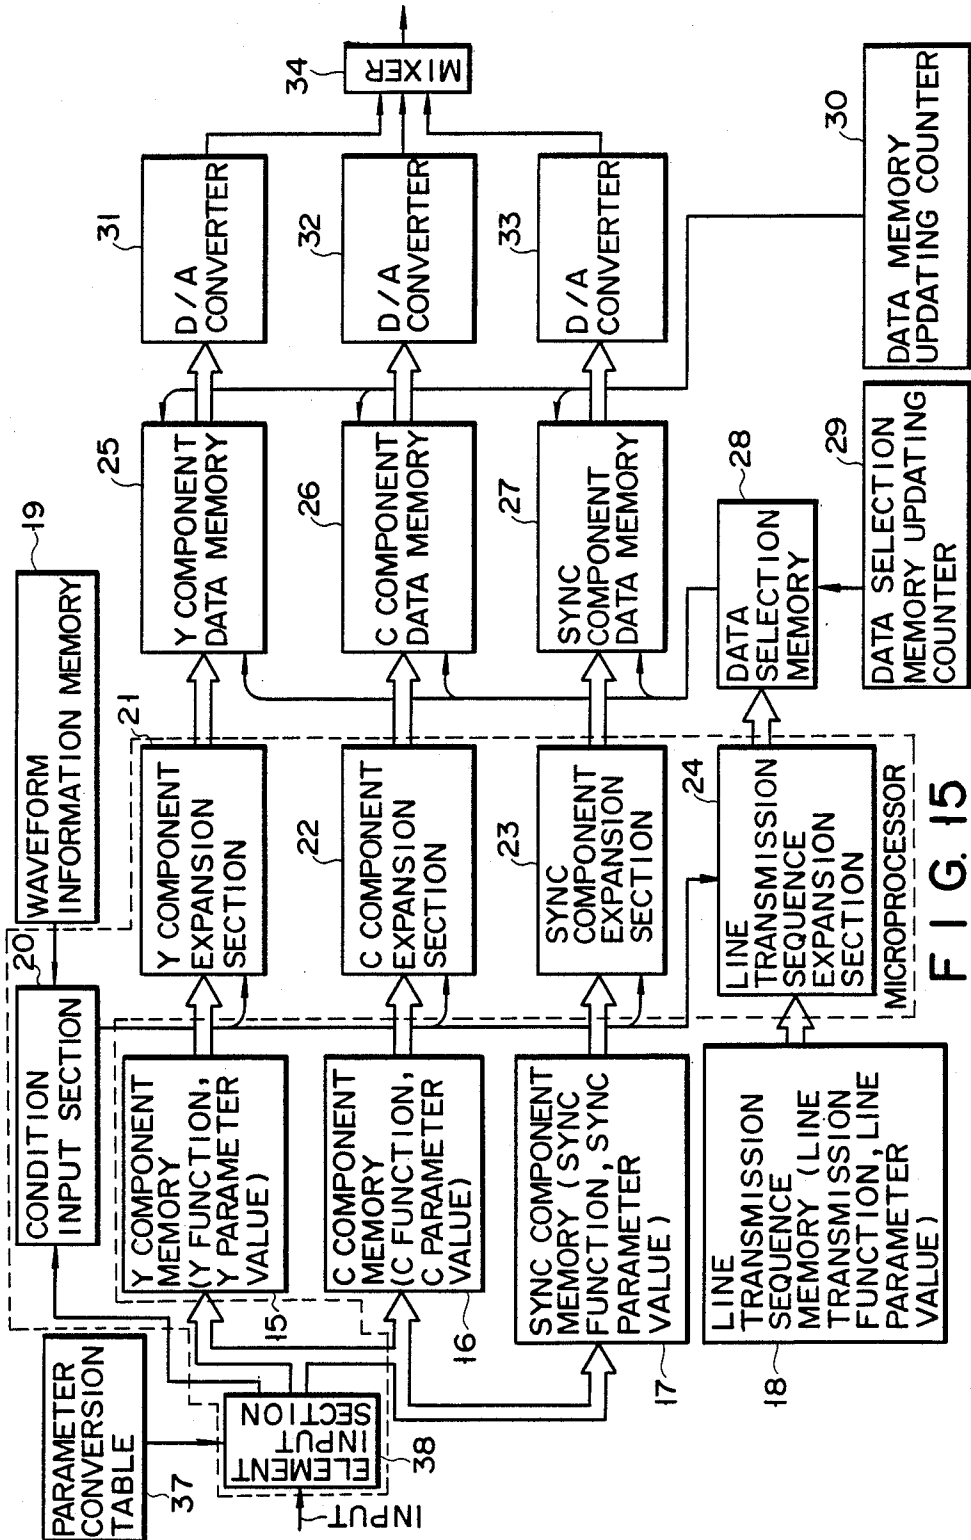 PARAMETER
CONVERSION
TABLE
37
INPUT
ELEMENT
INPUT
SECTION
38
20
CONDITION
INPUT SECTION
19
WAVEFORM
INFORMATION MEMORY
Y COMPONENT
MEMORY
(Y FUNCTION,
Y PARAMETER
VALUE)
15
21
Y COMPONENT
EXPANSION
SECTION
25
Y COMPONENT
DATA MEMORY
31
D/A
CONVERTER
34
MIXER
C COMPONENT
MEMORY
(C FUNCTION,
C PARAMETER
VALUE)
16
22
C COMPONENT
EXPANSION
SECTION
26
C COMPONENT
DATA MEMORY
32
D/A
CONVERTER
SYNC COMPONENT
MEMORY (SYNC
FUNCTION, SYNC
PARAMETER
VALUE)
17
23
SYNC
COMPONENT
EXPANSION
SECTION
27
SYNC
COMPONENT
DATA MEMORY
33
D/A
CONVERTER
LINE
TRANSMISSION
SEQUENCE
MEMORY (LINE
TRANSMISSION
FUNCTION, LINE
PARAMETER
VALUE)
18
24
LINE
TRANSMISSION
SEQUENCE
EXPANSION
SECTION
MICROPROCESSOR
28
DATA
SELECTION
MEMORY
29
DATA SELECTION
MEMORY UPDATING
COUNTER
30
DATA MEMORY
UPDATING COUNTER
FIG. 15